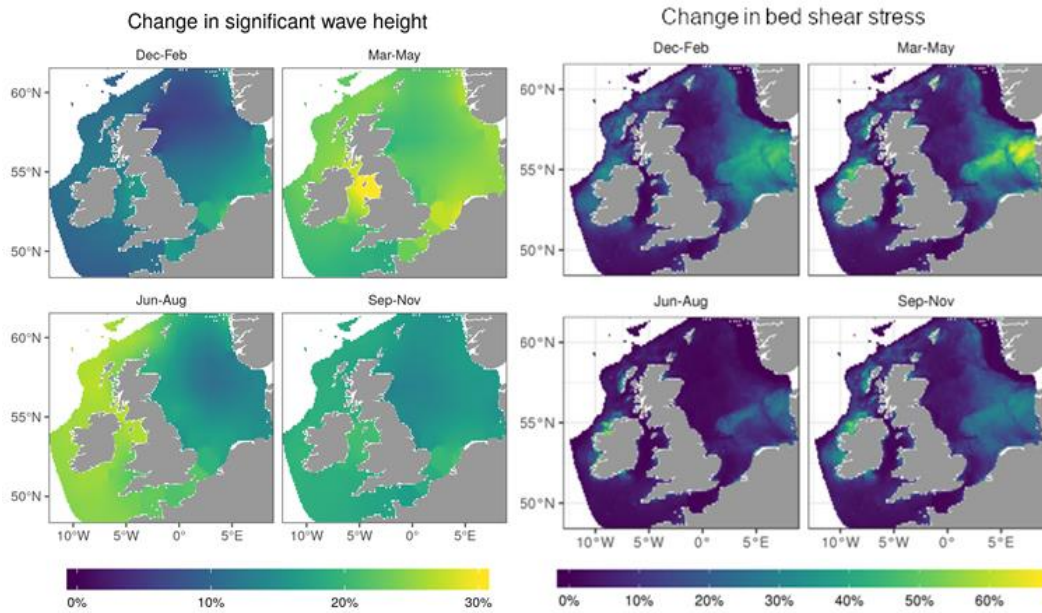 Change in significant wave height
Dec-Feb Mar-May
60°N
55°N
50°N
Jun-Aug Sep-Nov
60°N
55°N
50°N
10°W 5°W 0° 5°E 10°W 5°W 0° 5°E
0% 10% 20% 30%
Change in bed shear stress
Dec-Feb Mar-May
60°N
55°N
50°N
Jun-Aug Sep-Nov
60°N
55°N
50°N
10°W 5°W 0° 5°E 10°W 5°W 0° 5°E
0% 10% 20% 30% 40% 50% 60%